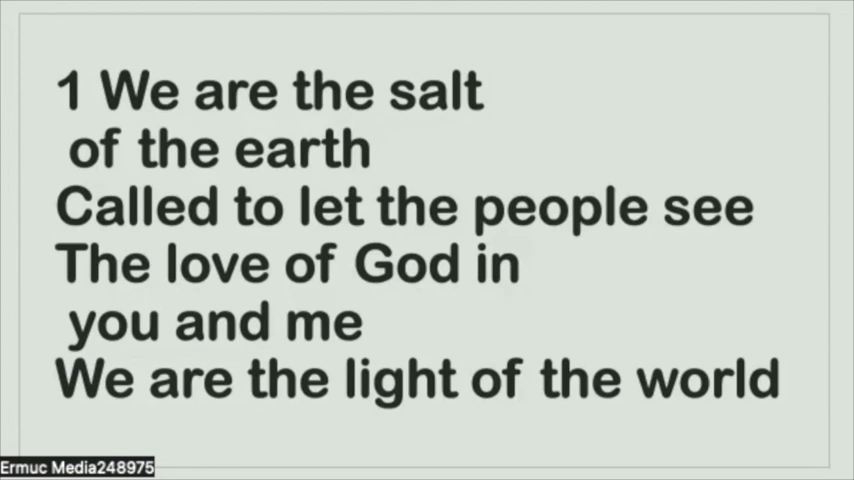 1 We are the salt
of the earth
Called to let the people see
The love of God in
you and me
We are the light of the world
Ermuc Media248975